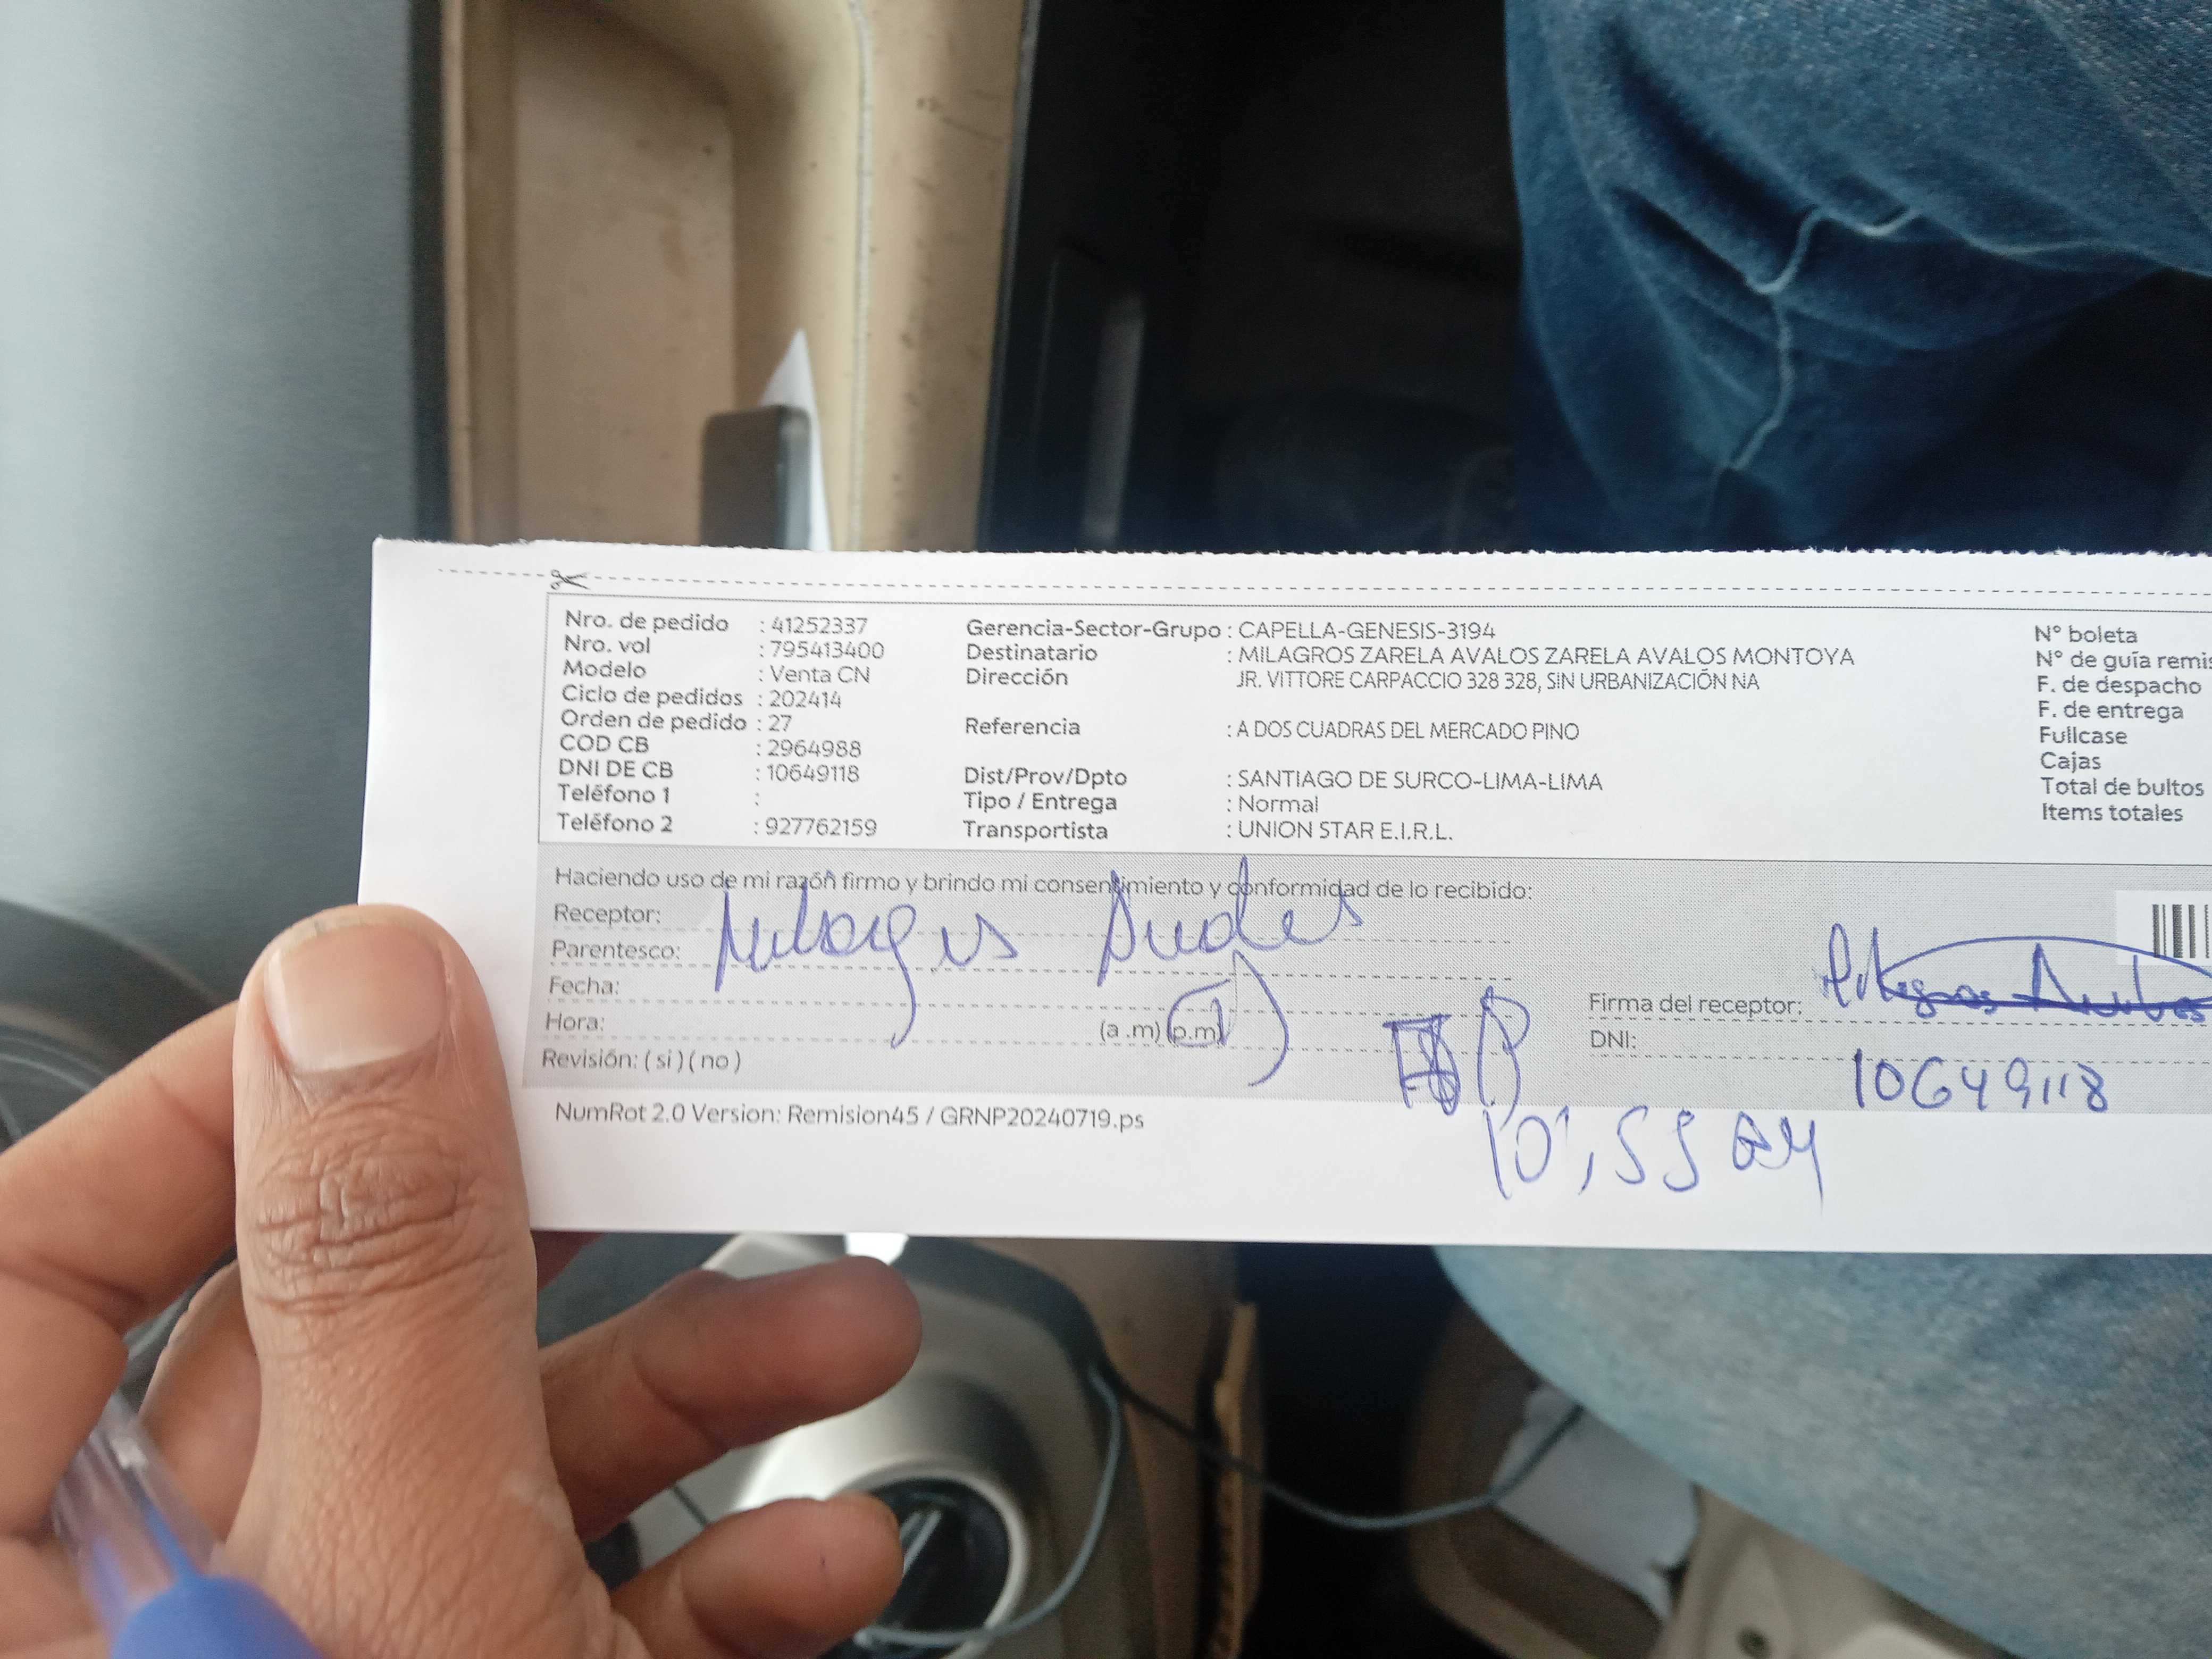 Nro. de pedido : 41252337
Nro. vol : 795413400
Modelo : Venta CN
Ciclo de pedidos : 202414
Orden de pedido : 27
COD CB : 2964988
DNI DE CB : 10649118
Teléfono 1 :
Teléfono 2 : 927762159
Gerencia-Sector-Grupo : CAPELLA-GENESIS-3194
Destinatario : MILAGROS ZARELA AVALOS ZARELA AVALOS MONTOYA
Dirección JR. VITTORE CARPACCIO 328 328, SIN URBANIZACIÓN NA
Referencia : A DOS CUADRAS DEL MERCADO PINO
Dist/Prov/Dpto : SANTIAGO DE SURCO-LIMA-LIMA
Tipo / Entrega : Normal
Transportista : UNION STAR E.I.R.L.
N° boleta
N° de guía remis
F. de despacho
F. de entrega
Fullcase
Cajas
Total de bultos
Items totales
Haciendo uso de mi razón firmo y brindo mi consentimiento y conformidad de lo recibido:
Receptor:
Parentesco:
Fecha:
Hora: (a .m) (p.m)
Revisión: ( si ) ( no )
Firma del receptor:
DNI:
10649118
NumRot 2.0 Version: Remision45 / GRNP20240719.ps